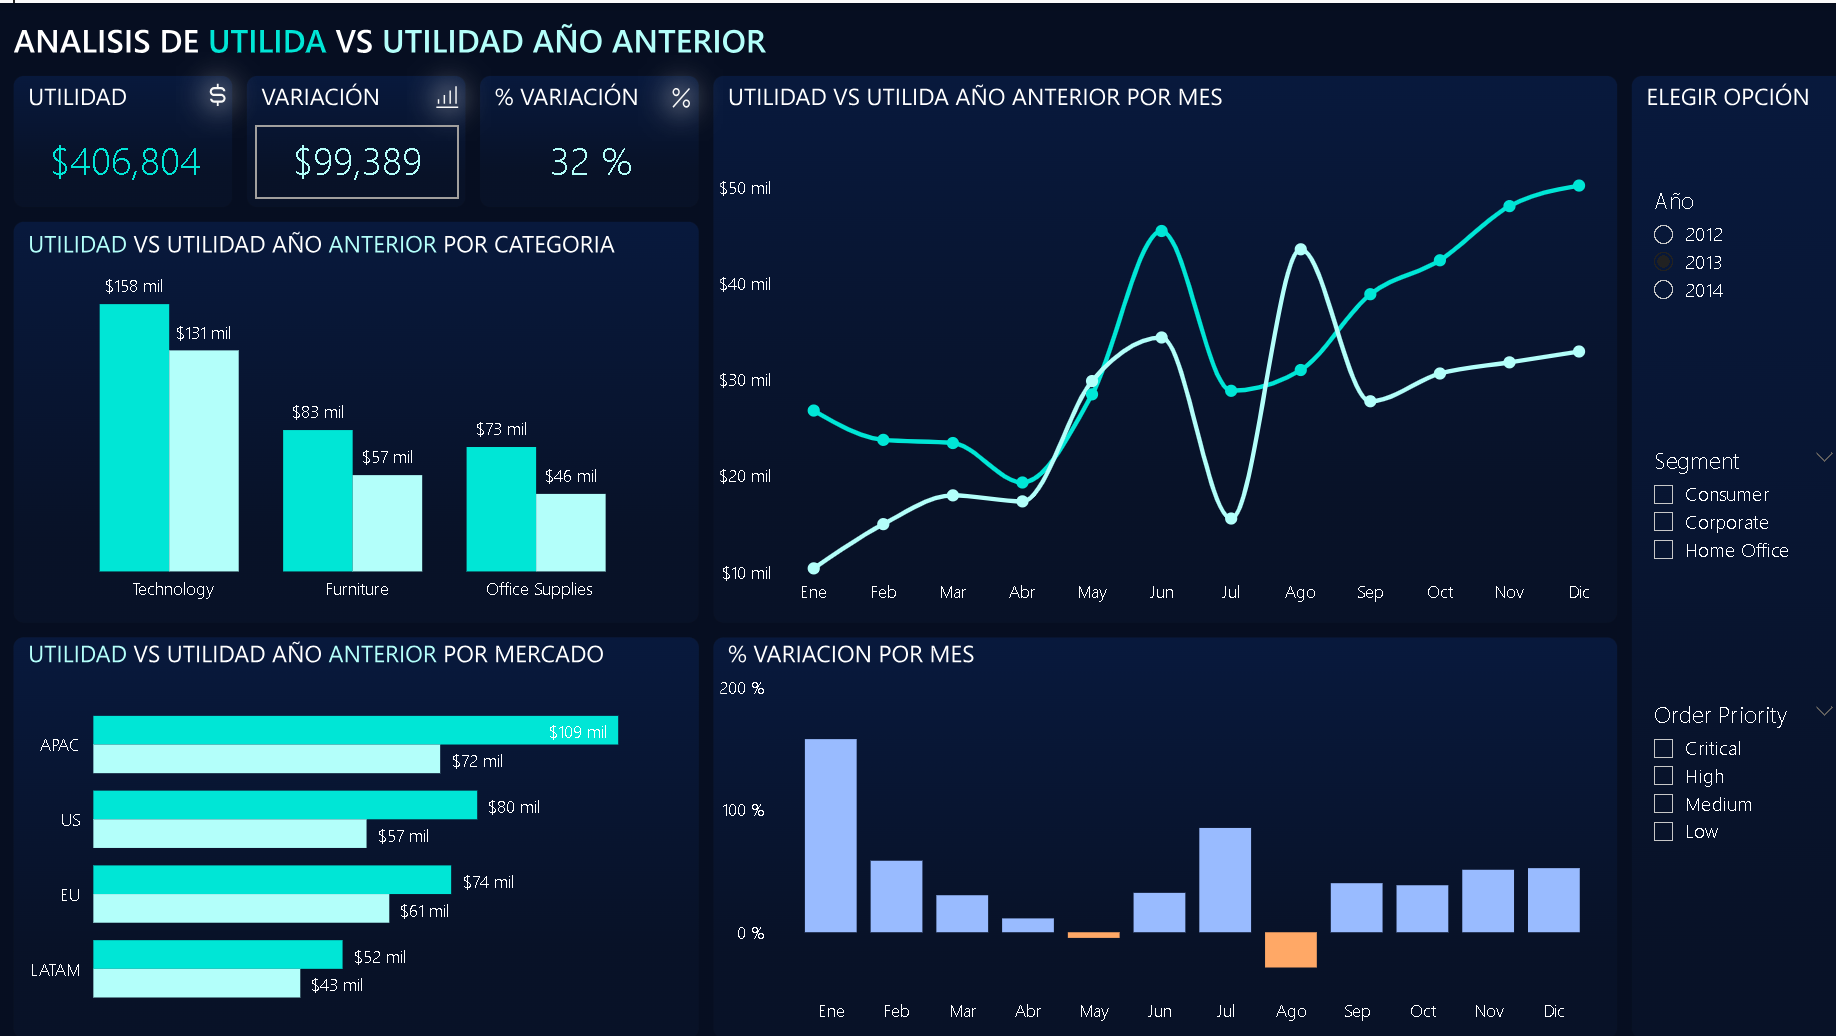 ANALISIS DE UTILIDA VS UTILIDAD AÑO ANTERIOR
UTILIDAD $
$406,804
VARIACIÓN
$99,389
% VARIACIÓN %
32 %
UTILIDAD VS UTILIDAD AÑO ANTERIOR POR CATEGORIA
$158 mil
$131 mil
$83 mil
$57 mil
$73 mil
$46 mil
Technology Furniture Office Supplies
UTILIDAD VS UTILIDAD AÑO ANTERIOR POR MERCADO
APAC $109 mil
$72 mil
US $80 mil
$57 mil
EU $74 mil
$61 mil
LATAM $52 mil
$43 mil
UTILIDAD VS UTILIDA AÑO ANTERIOR POR MES
$50 mil
$40 mil
$30 mil
$20 mil
$10 mil
Ene Feb Mar Abr May Jun Jul Ago Sep Oct Nov Dic
% VARIACION POR MES
200 %
100 %
0 %
Ene Feb Mar Abr May Jun Jul Ago Sep Oct Nov Dic
ELEGIR OPCIÓN
Año
2012
2013
2014
Segment
Consumer
Corporate
Home Office
Order Priority
Critical
High
Medium
Low